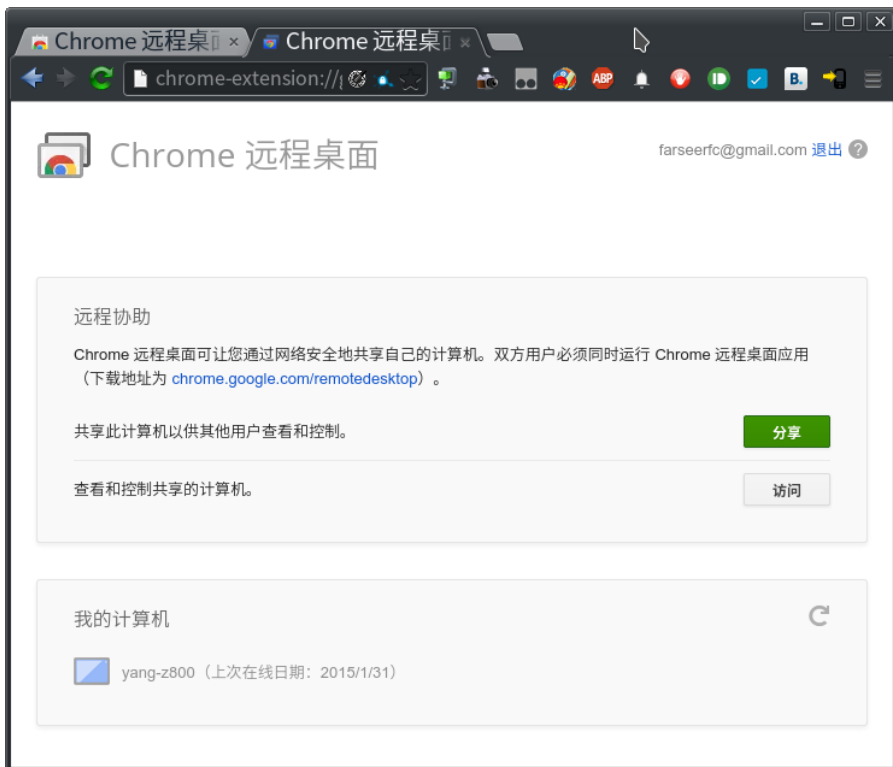 Chrome 远程桌 Chrome 远程桌
chrome-extension://
ABP
B.
Chrome 远程桌面
farseerfc@gmail.com 退出 ?
远程协助
Chrome 远程桌面可让您通过网络安全地共享自己的计算机。双方用户必须同时运行 Chrome 远程桌面应用
（下载地址为 chrome.google.com/remotedesktop）。
共享此计算机以供其他用户查看和控制。 分享
查看和控制共享的计算机。 访问
我的计算机
yang-z800（上次在线日期：2015/1/31）